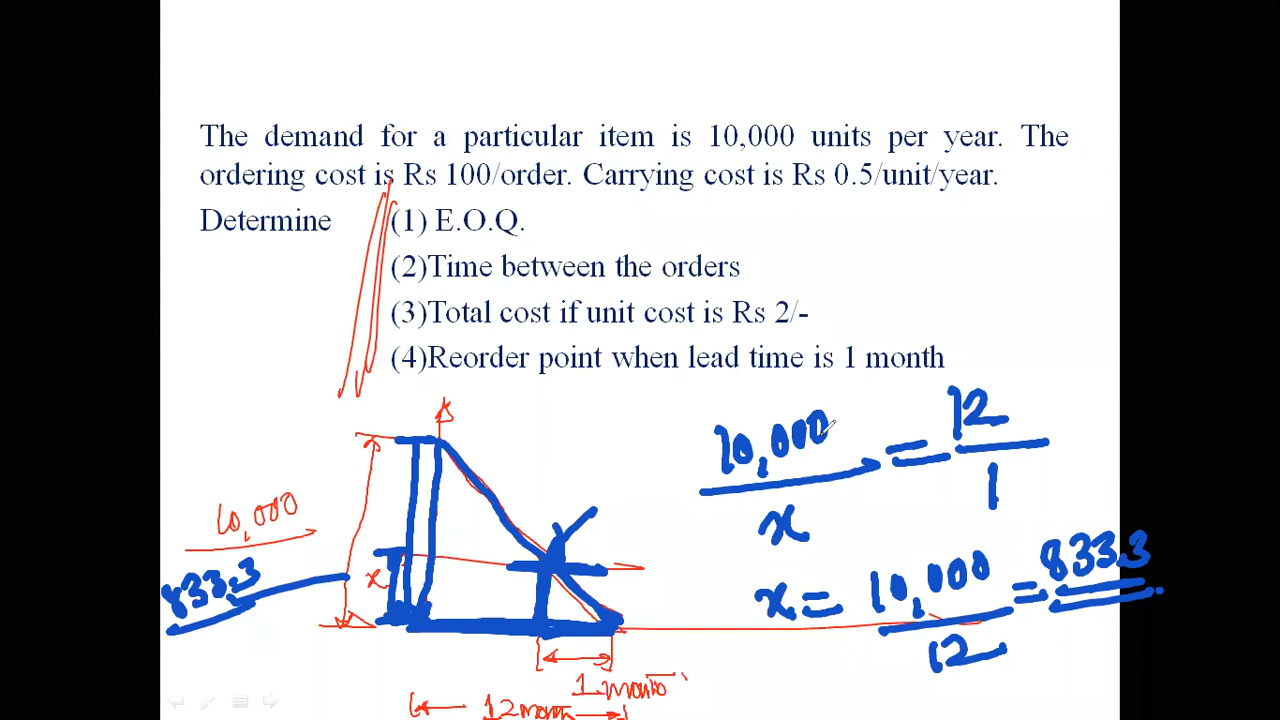 The demand for a particular item is 10,000 units per year. The
ordering cost is Rs 100/order. Carrying cost is Rs 0.5/unit/year.
Determine (1) E.O.Q.
(2)Time between the orders
(3)Total cost if unit cost is Rs 2/-
(4)Reorder point when lead time is 1 month
10,000 = 12
x 1
10,000
833.3
x
x = 10,000 = 833.3
12
1 month
12 month